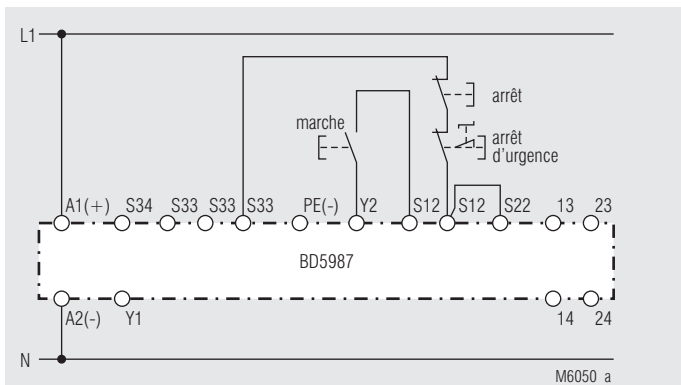 L1
arrêt
marche
arrêt
d'urgence
A1(+) S34 S33 S33 S33 PE(-) Y2 S12 S12 S22 13 23
BD5987
A2(-) Y1 14 24
N
M6050_a